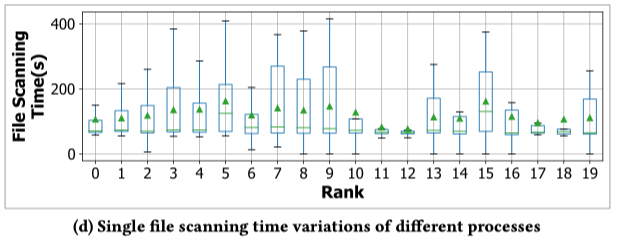 File Scanning
Time(s)
400
200
0
0 1 2 3 4 5 6 7 8 9 10 11 12 13 14 15 16 17 18 19
Rank
(d) Single file scanning time variations of different processes